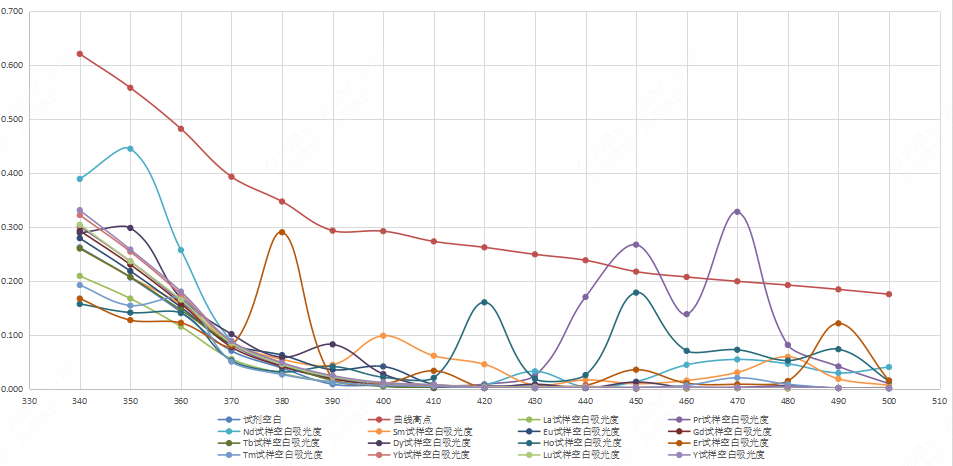 0.700
0.600
0.500
0.400
0.300
0.200
0.100
0.000
330 340 350 360 370 380 390 400 410 420 430 440 450 460 470 480 490 500 510
试剂空白 曲线高点 La试样空白吸光度 Pr试样空白吸光度
Nd试样空白吸光度 Sm试样空白吸光度 Eu试样空白吸光度 Gd试样空白吸光度
Tb试样空白吸光度 Dy试样空白吸光度 Ho试样空白吸光度 Er试样空白吸光度
Tm试样空白吸光度 Yb试样空白吸光度 Lu试样空白吸光度 Y试样空白吸光度